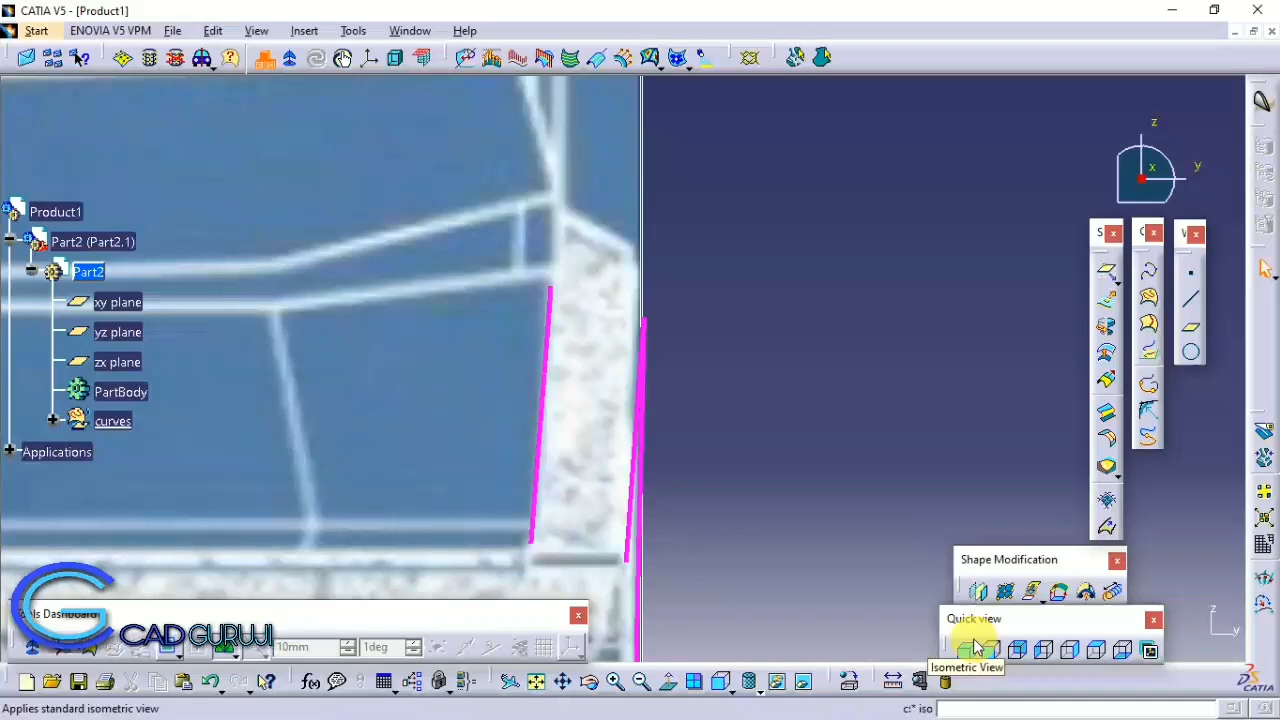 CATIA V5 - [Product1]
Start ENOVIA V5 VPM File Edit View Insert Tools Window Help
z
y
x
S
Product1
Part2 (Part2.1)
Part2
xy plane
yz plane
zx plane
PartBody
curves
Applications
Shape Modification
Tools Dashboard
Quick view
CAD GURUJI
10mm
1deg
Isometric View
z
y
Applies standard isometric view
c:* iso
CATIA